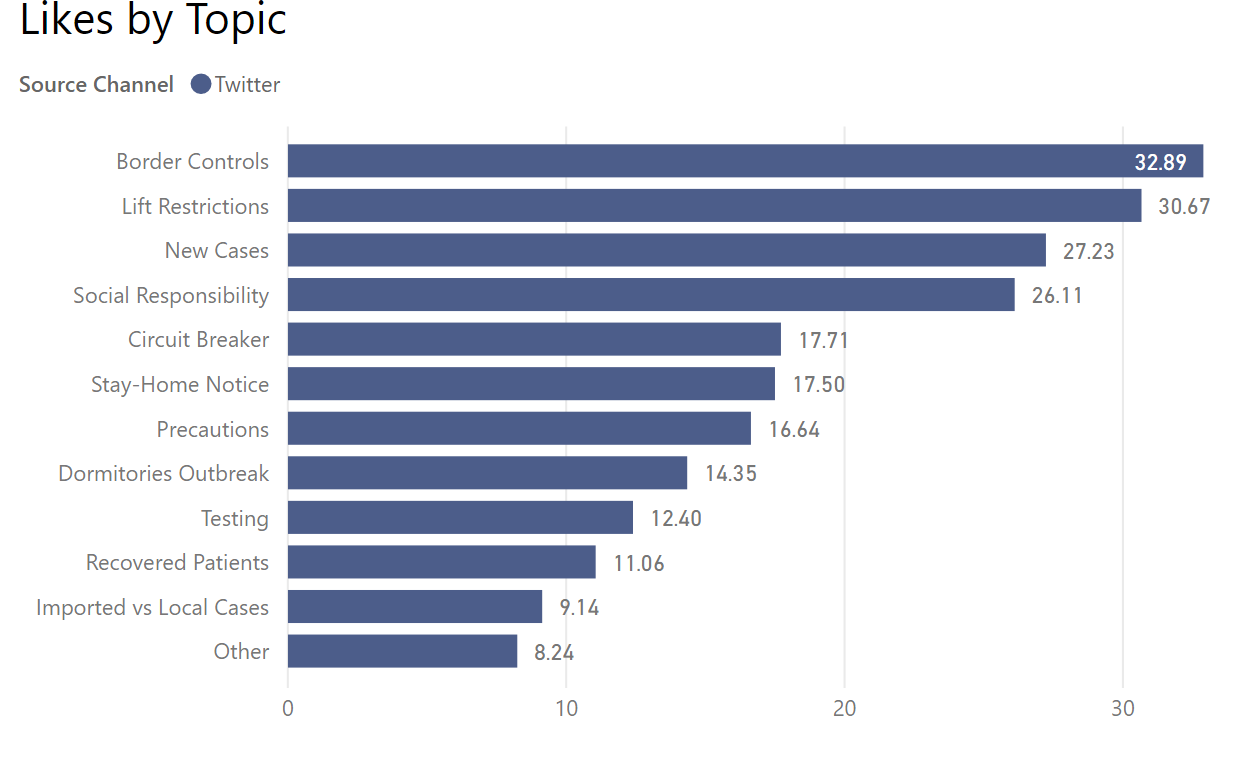 Likes by Topic
Source Channel Twitter
Border Controls 32.89
Lift Restrictions 30.67
New Cases 27.23
Social Responsibility 26.11
Circuit Breaker 17.71
Stay-Home Notice 17.50
Precautions 16.64
Dormitories Outbreak 14.35
Testing 12.40
Recovered Patients 11.06
Imported vs Local Cases 9.14
Other 8.24
0 10 20 30